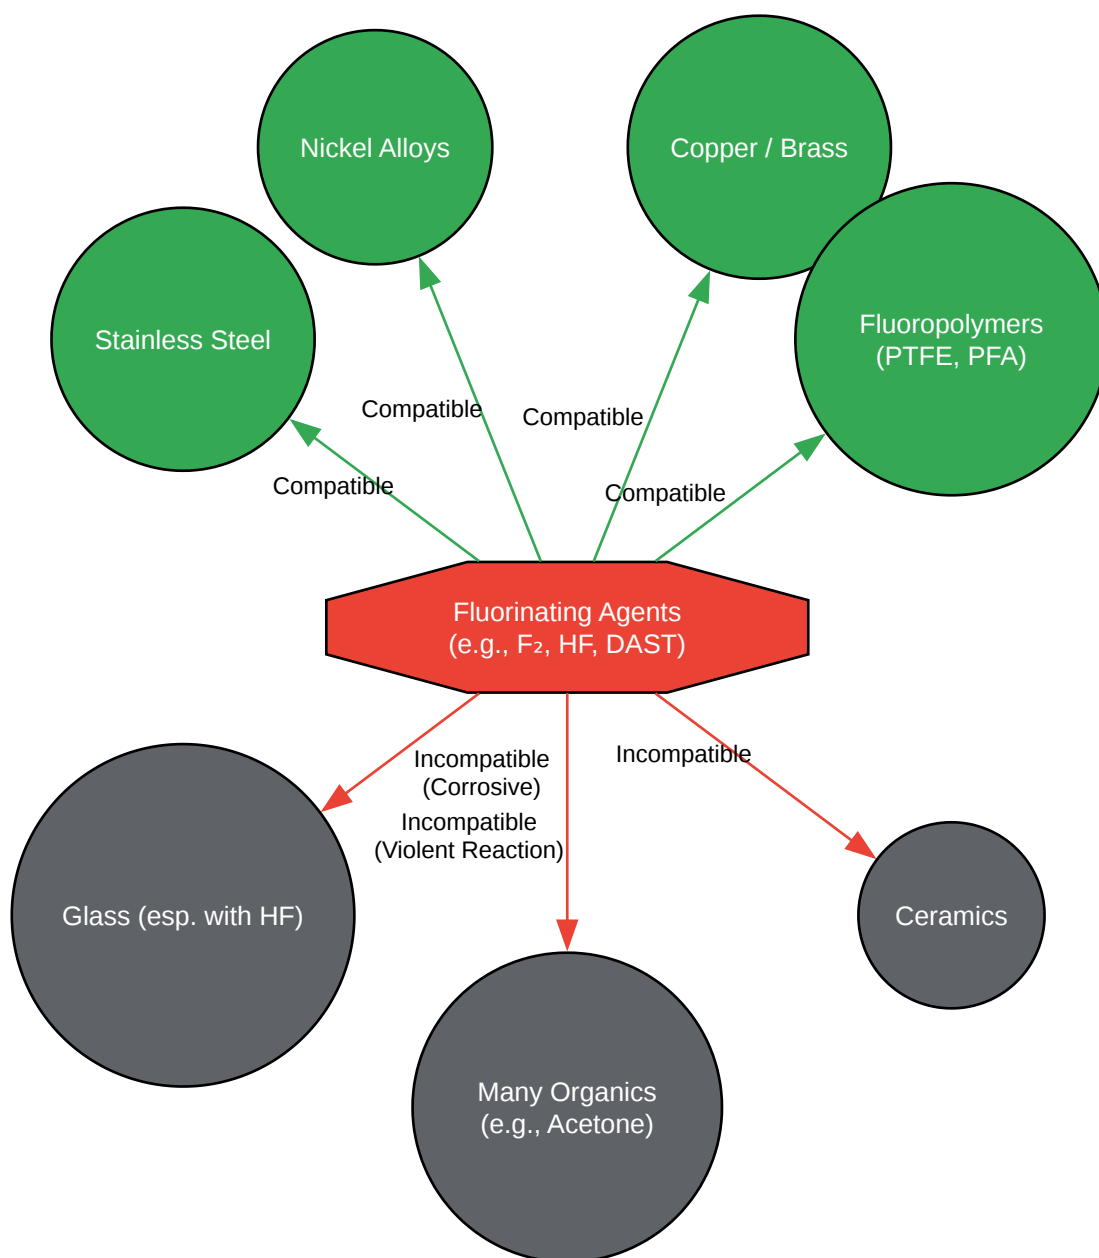 Nickel Alloys
Copper / Brass
Stainless Steel
Fluoropolymers
(PTFE, PFA)
Compatible
Compatible
Compatible
Compatible
Fluorinating Agents
(e.g., F₂, HF, DAST)
Incompatible
(Corrosive)
Incompatible
(Violent Reaction)
Incompatible
Glass (esp. with HF)
Ceramics
Many Organics
(e.g., Acetone)